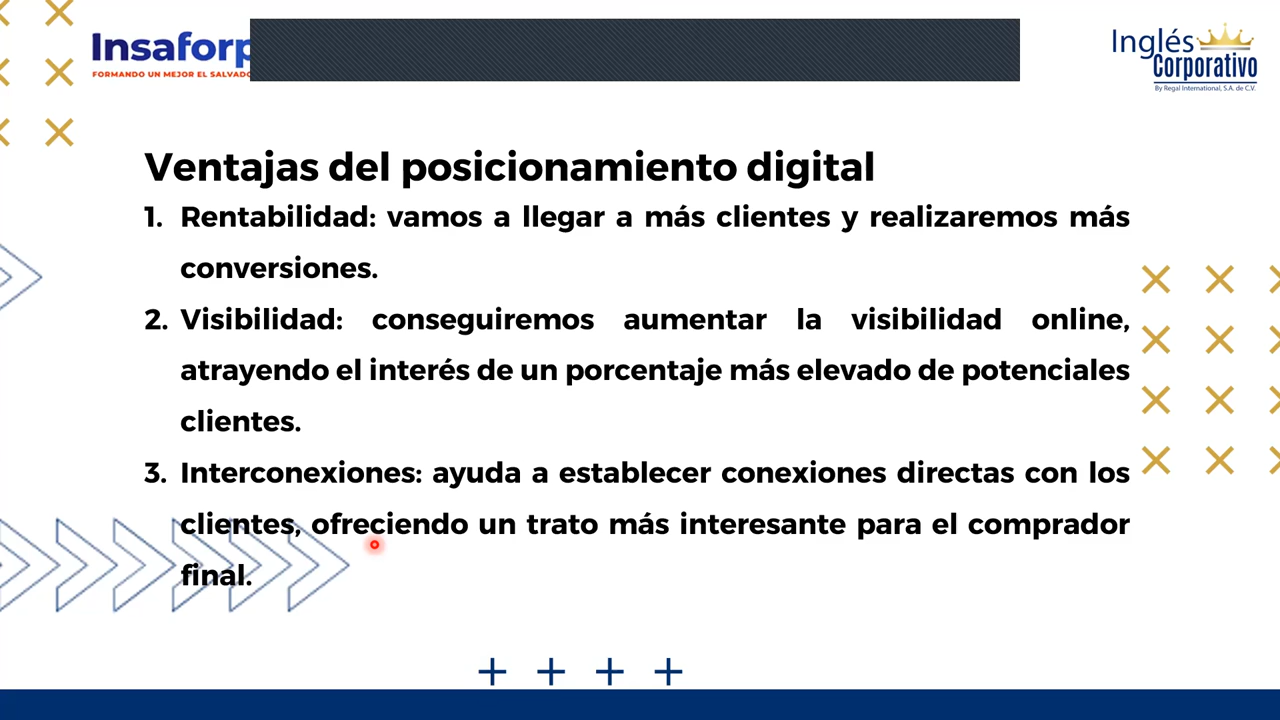 Insaforp
FORMANDO UN MEJOR EL SALVADOR
Inglés
Corporativo
By Regal International, S.A. de C.V.
Ventajas del posicionamiento digital
1. Rentabilidad: vamos a llegar a más clientes y realizaremos más
conversiones.
2. Visibilidad: conseguiremos aumentar la visibilidad online,
atrayendo el interés de un porcentaje más elevado de potenciales
clientes.
3. Interconexiones: ayuda a establecer conexiones directas con los
clientes, ofreciendo un trato más interesante para el comprador
final.